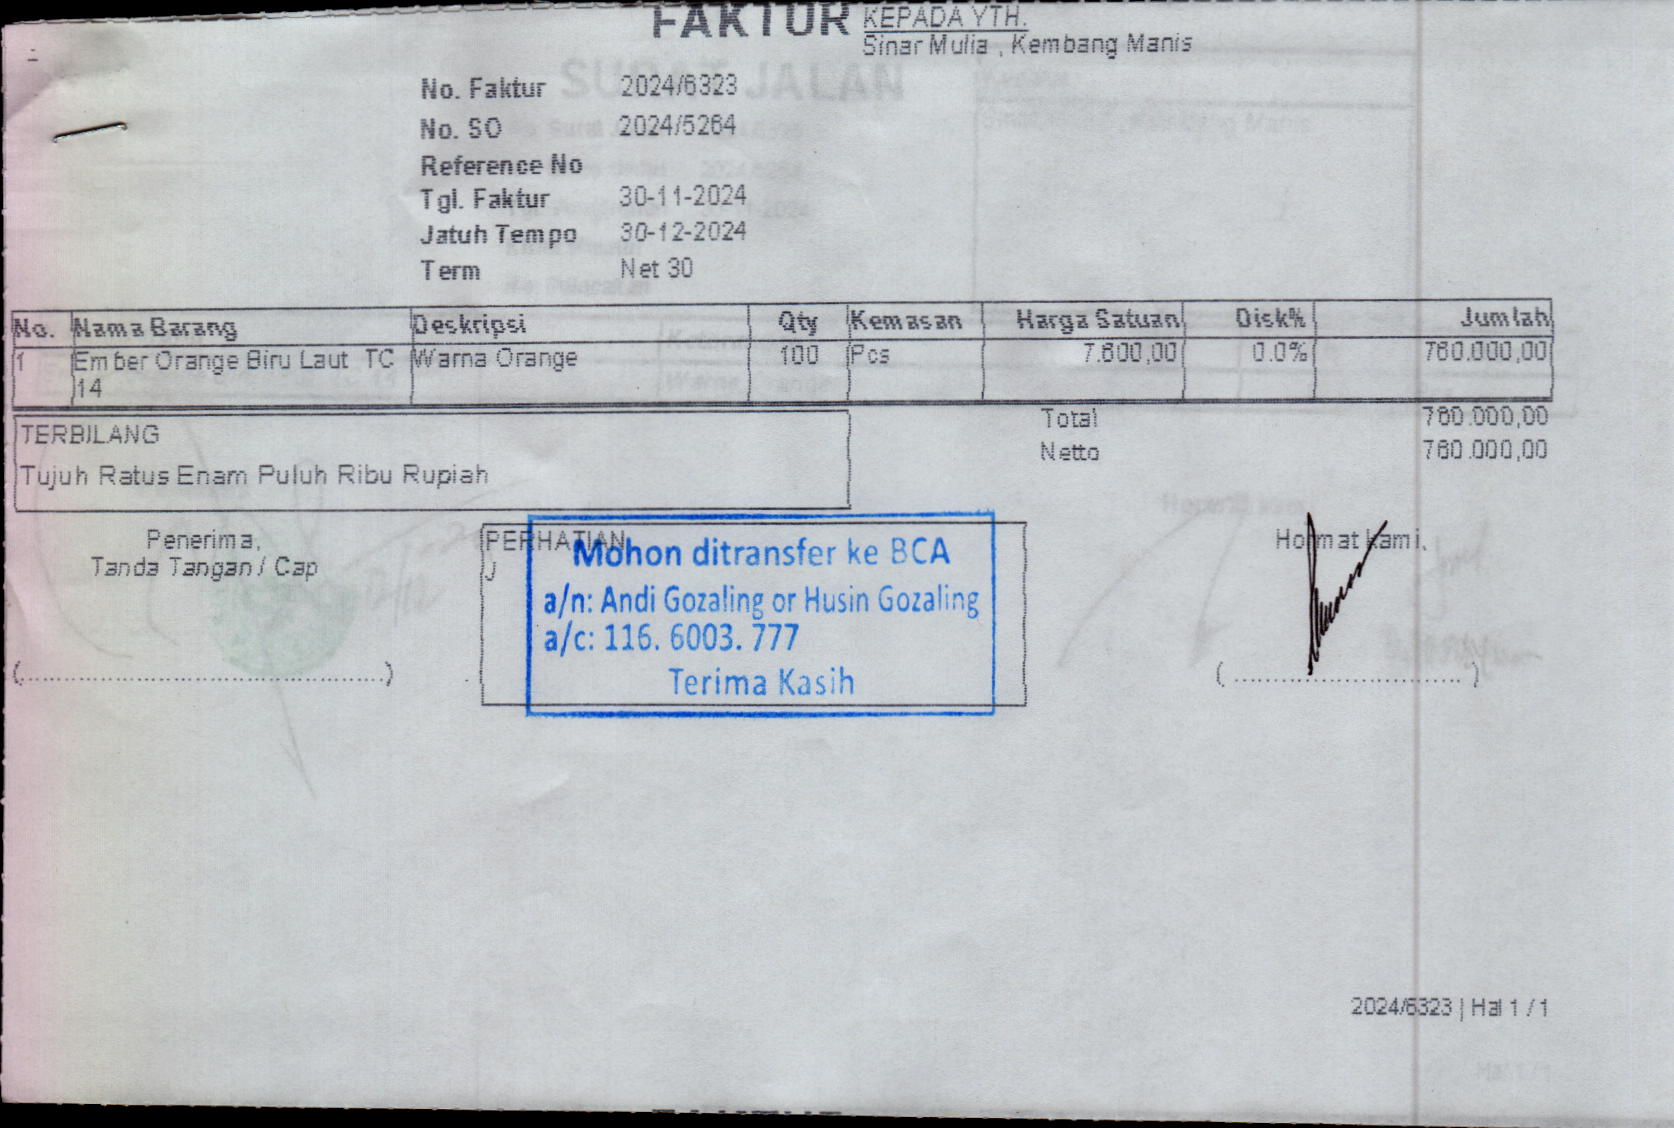 FAKTUR
KEPADA YTH.
Sinar Mulia , Kembang Manis
SURAT JALAN
No. Faktur 2024/6323
No. SO 2024/5264
Reference No
Tgl. Faktur 30-11-2024
Jatuh Tempo 30-12-2024
Term Net 30
No. Nama Barang Deskripsi Qty Kemasan Harga Satuan Disk% Jumlah
1 Ember Orange Biru Laut TC Warna Orange 100 Pcs 7.600,00 0.0% 760.000,00
14
Total 760.000,00
Netto 760.000,00
TERBILANG
Tujuh Ratus Enam Puluh Ribu Rupiah
Penerima,
Tanda Tangan / Cap
(......................................................)
PERHATIAN
Mohon ditransfer ke BCA
a/n: Andi Gozaling or Husin Gozaling
a/c: 116. 6003. 777
Terima Kasih
Hormat kami,
( .................................. )
2024/6323 | Hal 1 / 1